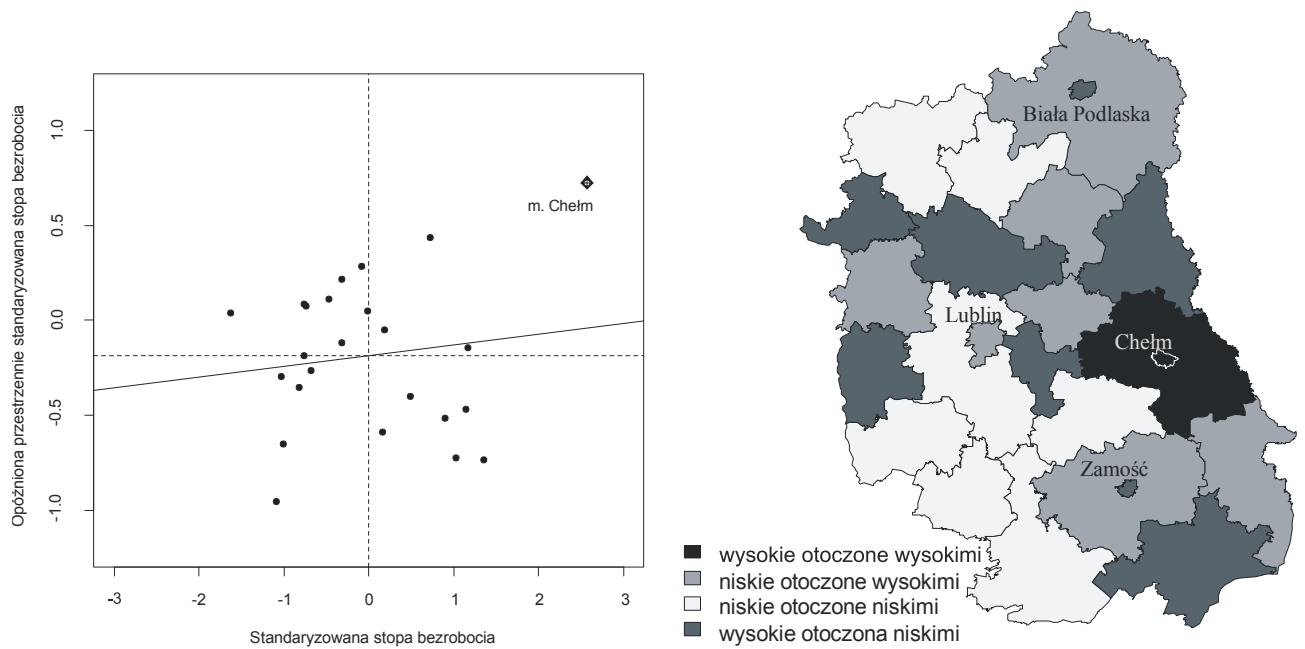 Opóźniona przestrzennie standaryzowana stopa bezrobocia
1.0
0.5
0.0
-0.5
-1.0
m. Chełm
-3
-2
-1
0
1
2
3
Standaryzowana stopa bezrobocia
Biała Podlaska
Lublin
Chełm
Zamość
wysokie otoczone wysokimi
niskie otoczone wysokimi
niskie otoczone niskimi
wysokie otoczona niskimi